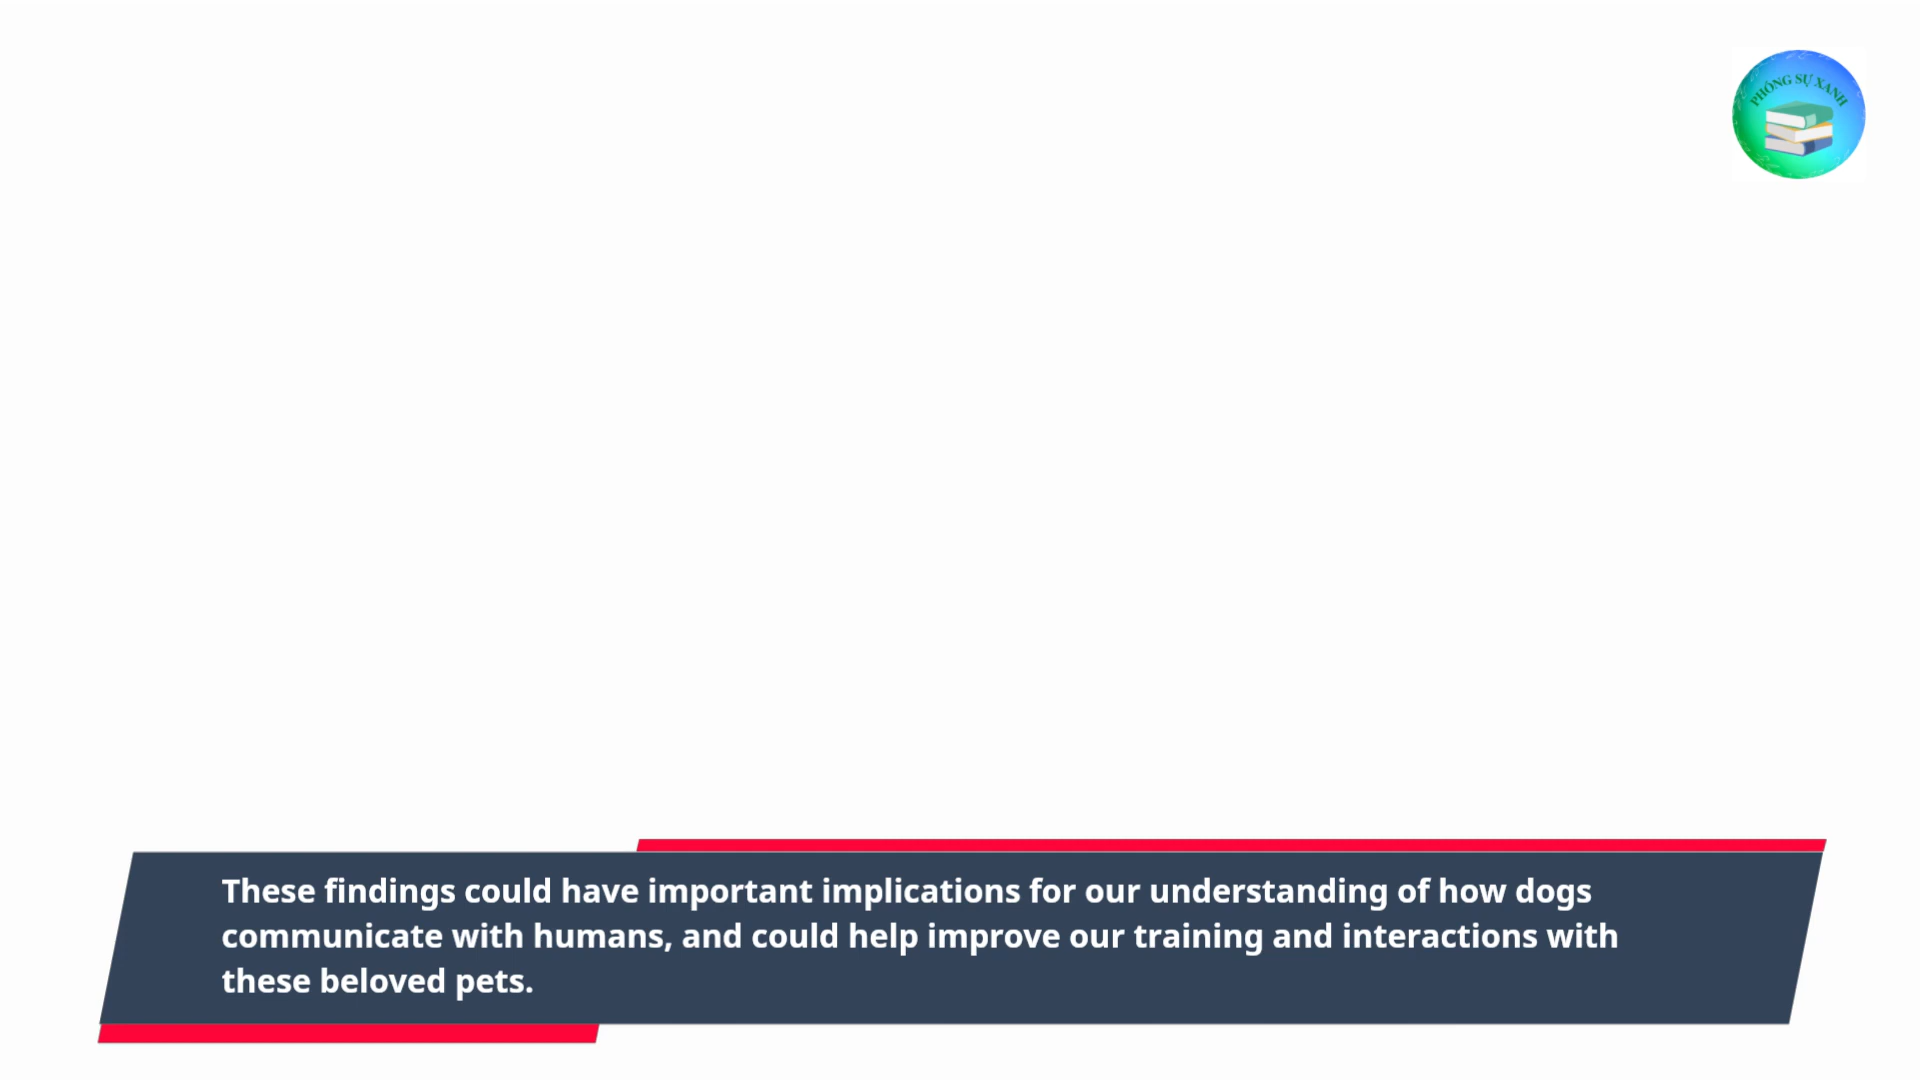 PHÓNG SỰ XANH
These findings could have important implications for our understanding of how dogs
communicate with humans, and could help improve our training and interactions with
these beloved pets.